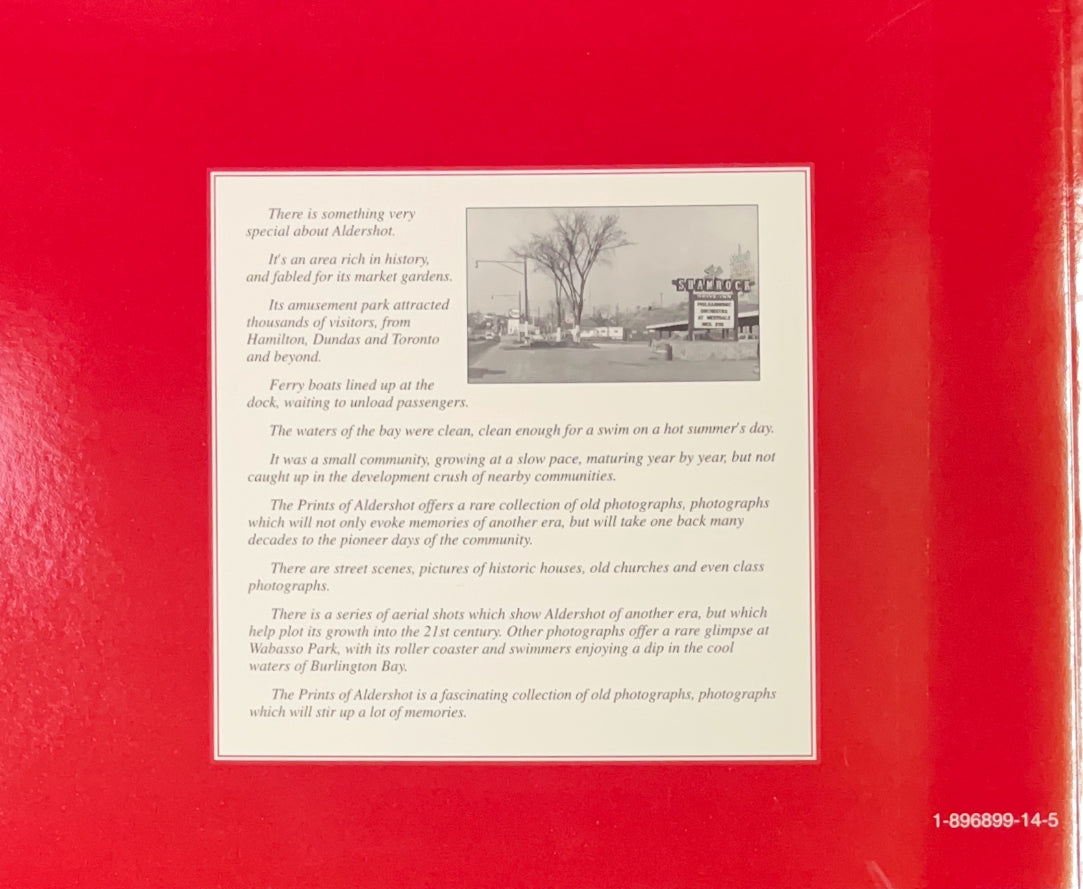 There is something very
special about Aldershot.
It's an area rich in history,
and fabled for its market gardens.
Its amusement park attracted
thousands of visitors, from
Hamilton, Dundas and Toronto
and beyond.
Ferry boats lined up at the
dock, waiting to unload passengers.
SHAMROCK
DRIVE-INN
PHILHARMONIC
ORCHESTRA
AT WESTDALE
The waters of the bay were clean, clean enough for a swim on a hot summer's day.
It was a small community, growing at a slow pace, maturing year by year, but not
caught up in the development crush of nearby communities.
The Prints of Aldershot offers a rare collection of old photographs, photographs
which will not only evoke memories of another era, but will take one back many
decades to the pioneer days of the community.
There are street scenes, pictures of historic houses, old churches and even class
photographs.
There is a series of aerial shots which show Aldershot of another era, but which
help plot its growth into the 21st century. Other photographs offer a rare glimpse at
Wabasso Park, with its roller coaster and swimmers enjoying a dip in the cool
waters of Burlington Bay.
The Prints of Aldershot is a fascinating collection of old photographs, photographs
which will stir up a lot of memories.
1-896899-14-5